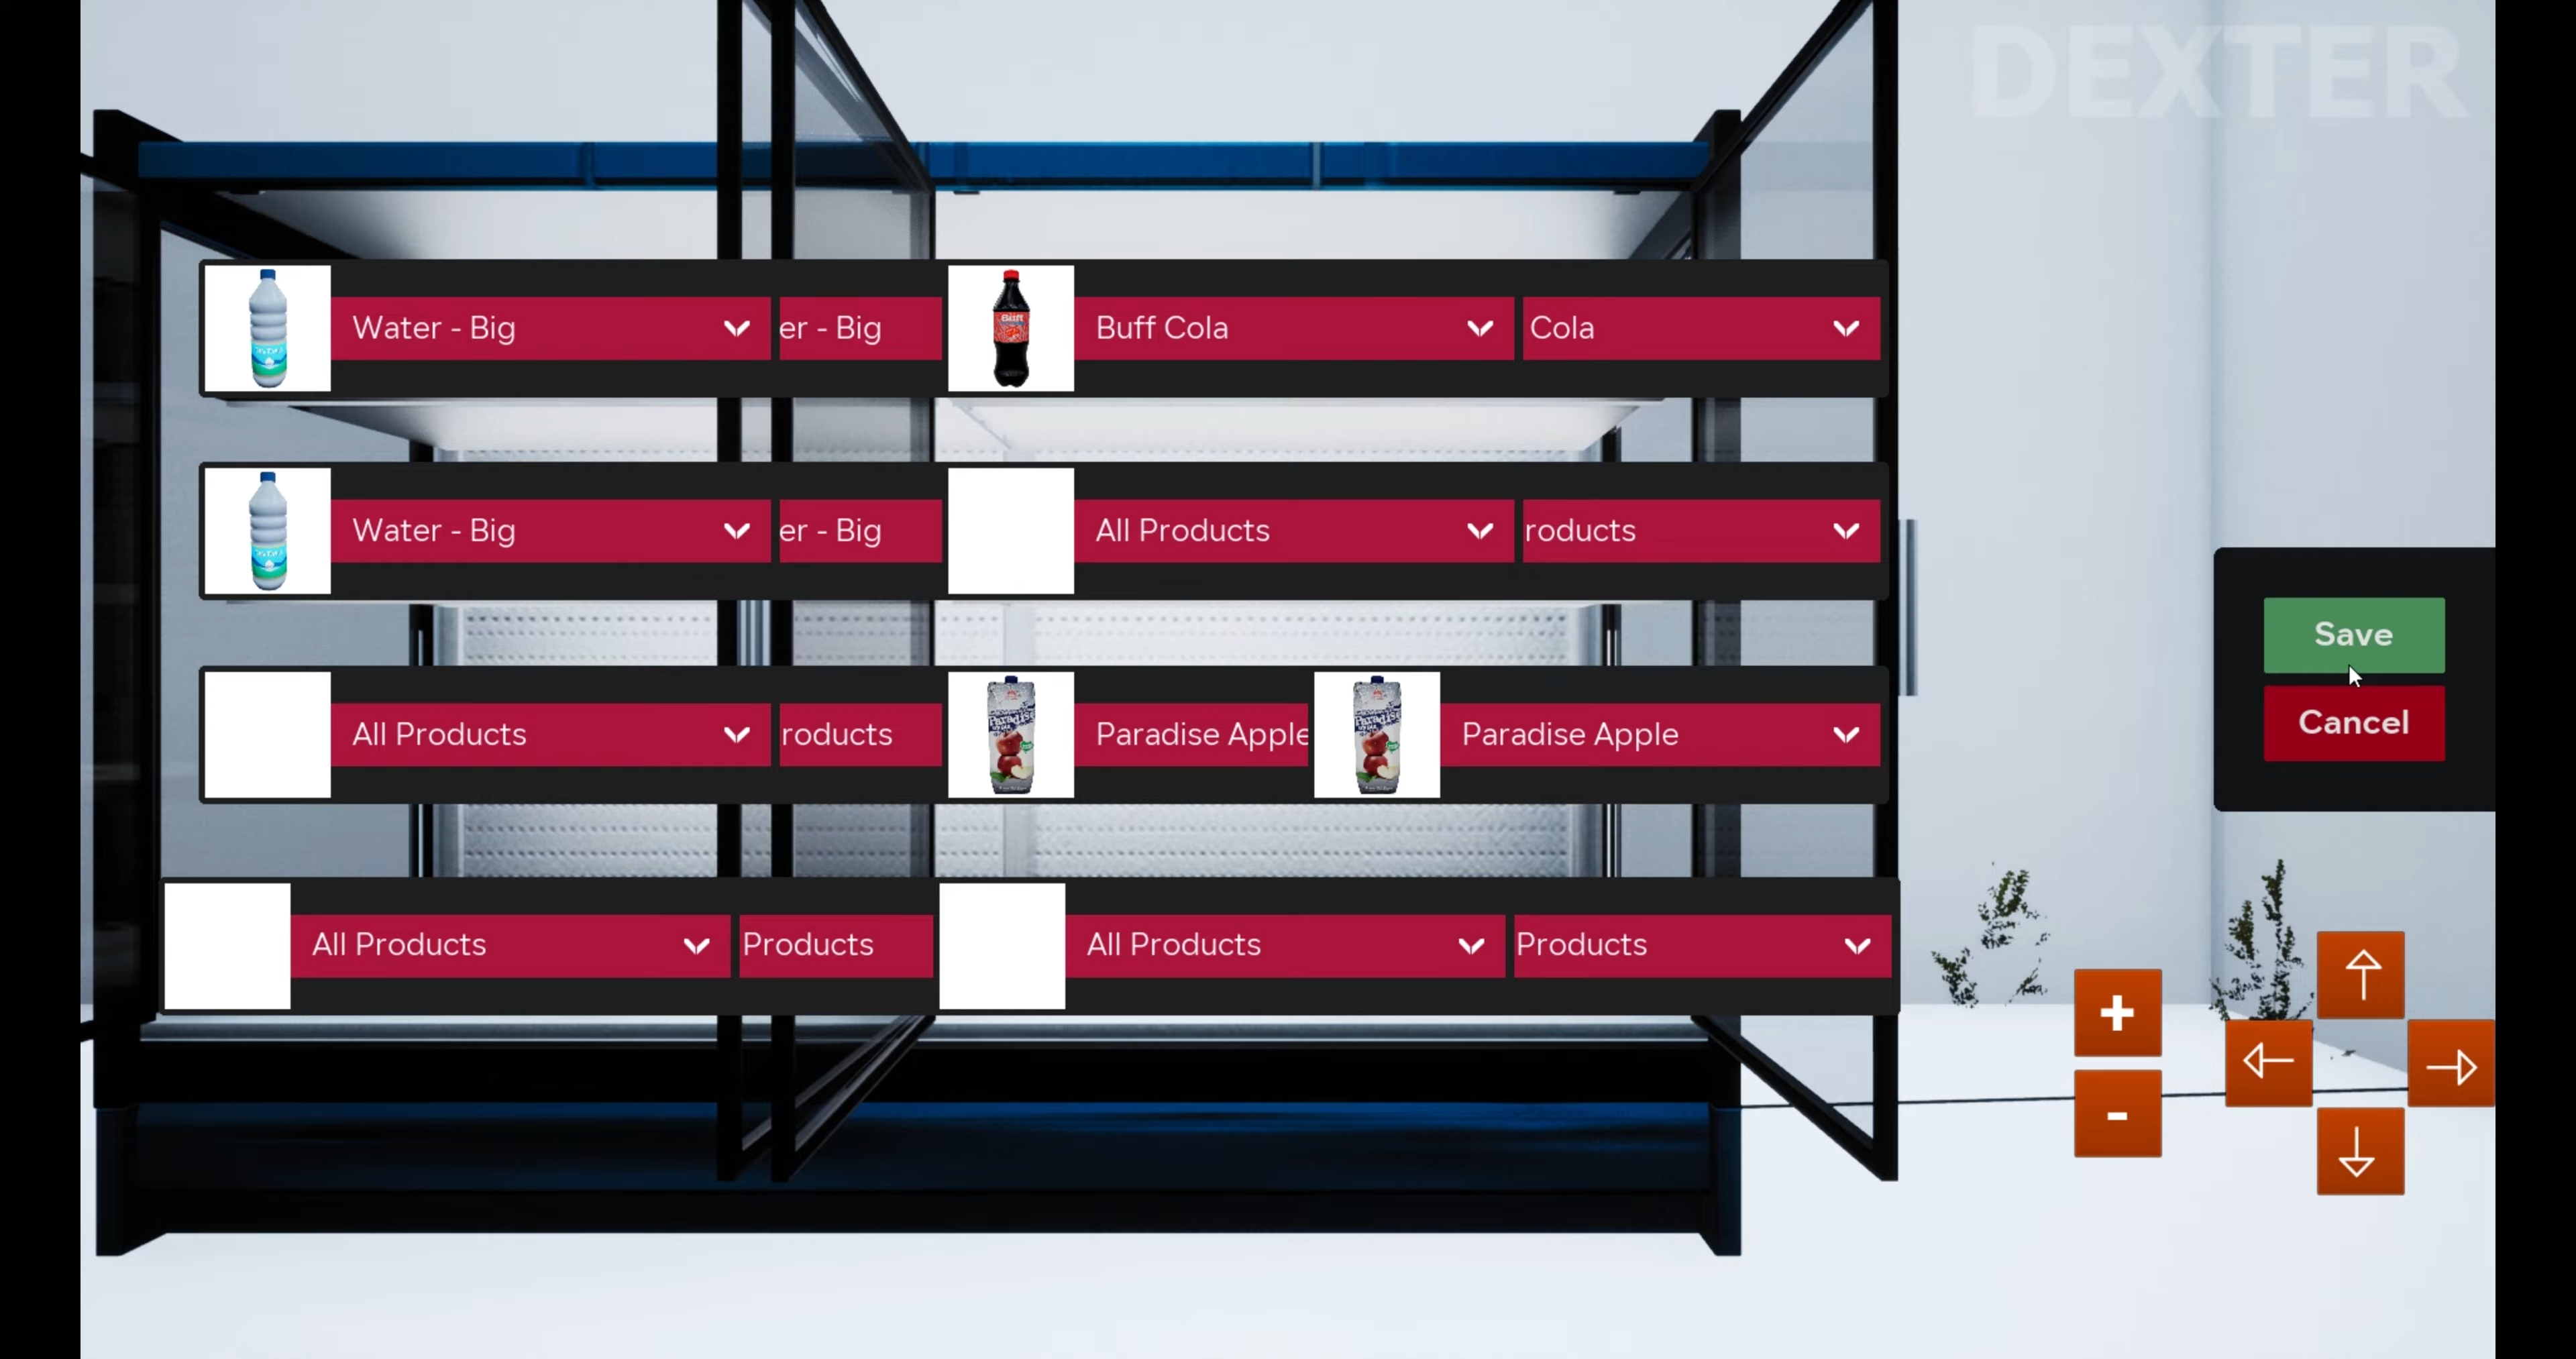 DEXTER
Water - Big er - Big Buff Cola Cola
Water - Big er - Big All Products roducts
All Products roducts Paradise Apple Paradise Apple
All Products Products All Products Products
Save
Cancel
+
-